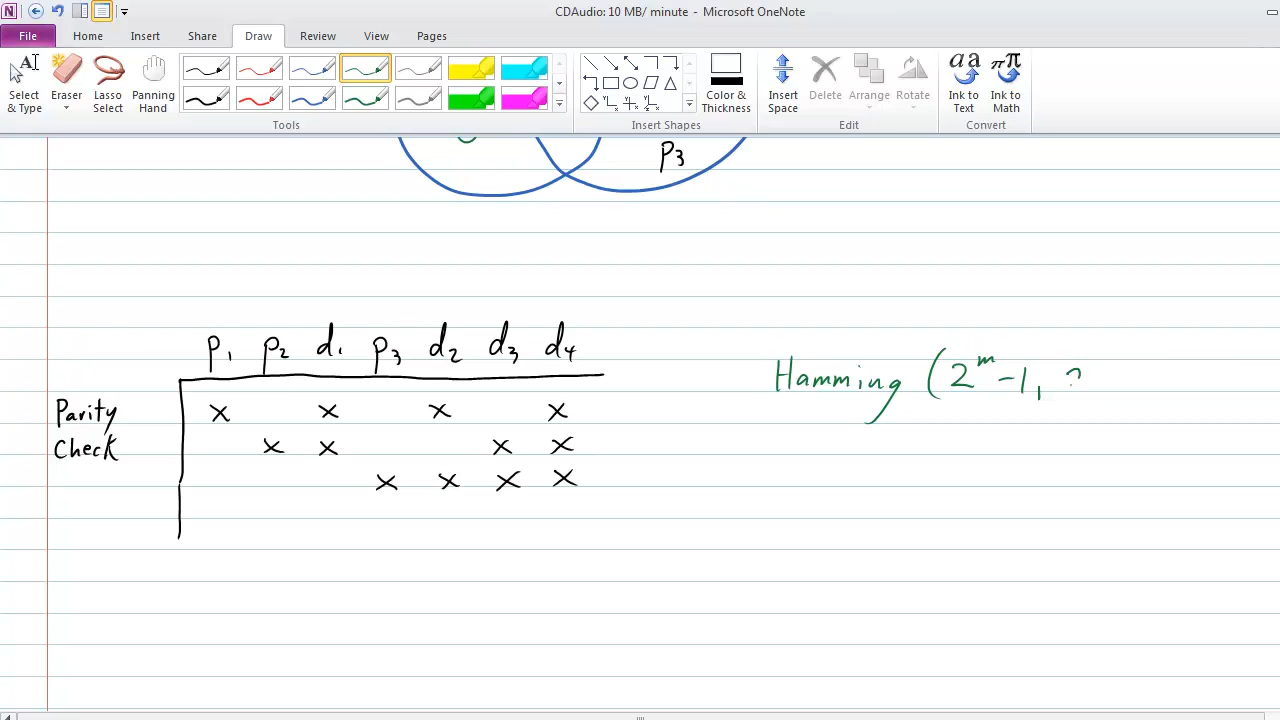 CDAudio: 10 MB/ minute - Microsoft OneNote
File Home Insert Share Draw Review View Pages
Select & Type Eraser Lasso Select Panning Hand Color & Thickness Insert Space Delete Arrange Rotate Ink to Text Ink to Math
Tools Insert Shapes Edit Convert
p3
p1 p2 d1 p3 d2 d3 d4
Hamming (2^m-1,
Parity x x x x
Check x x x x
x x x x